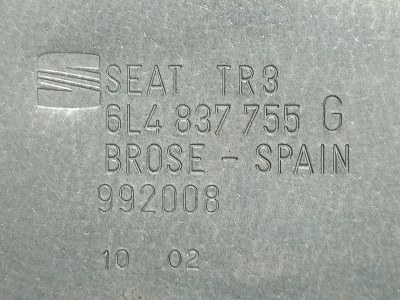 SEAT TR3
6L4 837 755 G
BROSE - SPAIN
992008
10 02